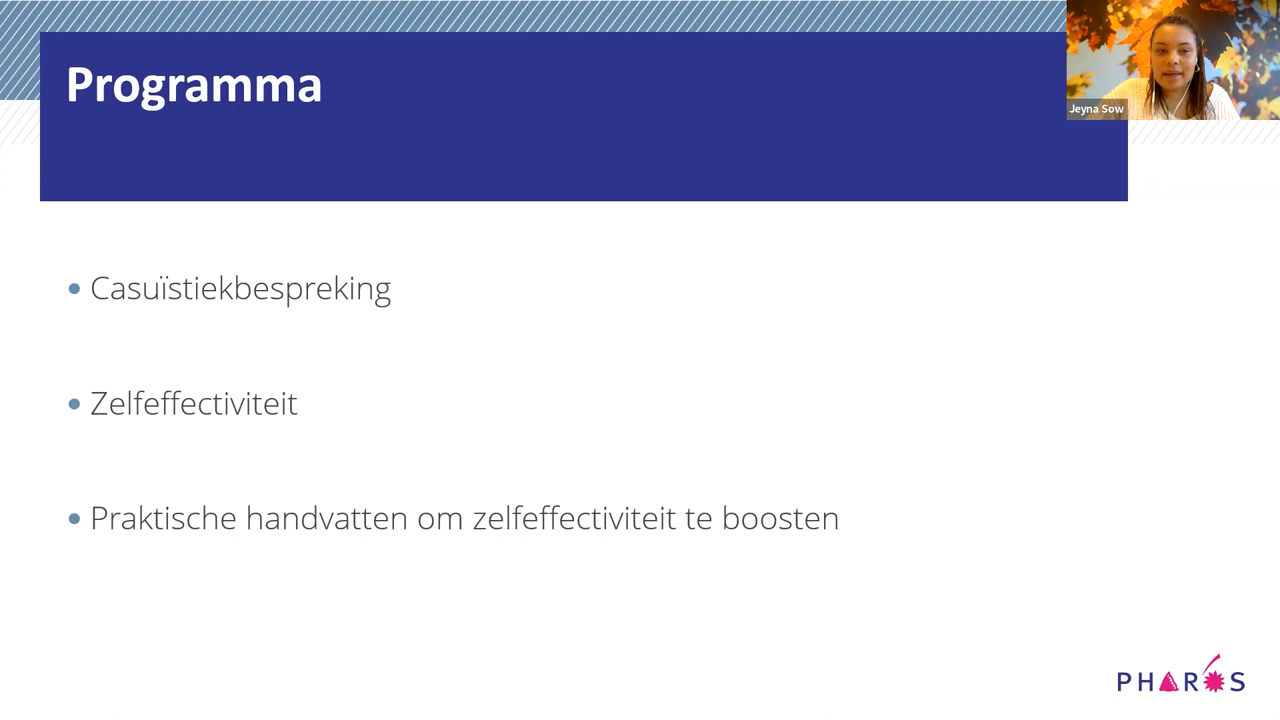 Programma
Jeyna Sow
Casuïstiekbespreking
Zelfeffectiviteit
Praktische handvatten om zelfeffectiviteit te boosten
PHAROS